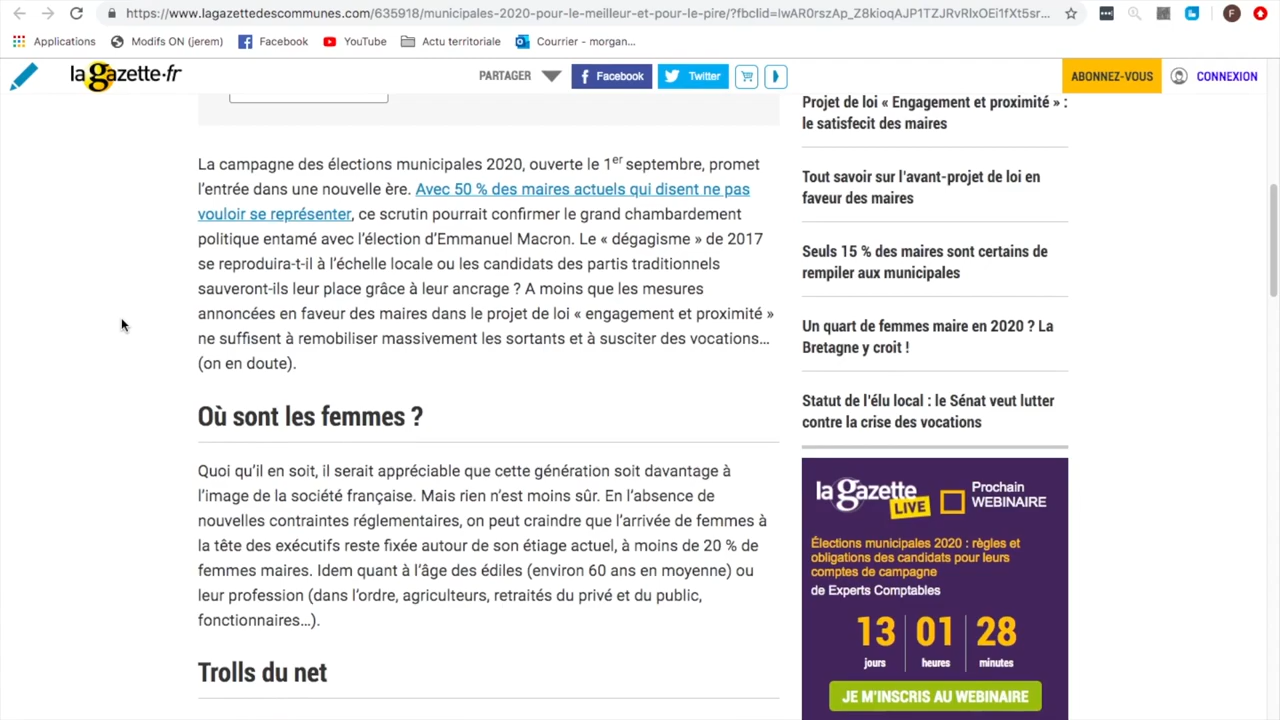 https://www.lagazettedescommunes.com/635918/municipales-2020-pour-le-meilleur-et-pour-le-pire/?fbclid=IwAR0rszAp_Z8kioqAJP1TZJRvRIxOEi1fXt5sr...
F
Applications
Modifs ON (jerem)
Facebook
YouTube
Actu territoriale
Courrier - morgan...
la gazette.fr
PARTAGER
Facebook
Twitter
ABONNEZ-VOUS
CONNEXION
La campagne des élections municipales 2020, ouverte le 1er septembre, promet
l'entrée dans une nouvelle ère. Avec 50 % des maires actuels qui disent ne pas
vouloir se représenter, ce scrutin pourrait confirmer le grand chambardement
politique entamé avec l'élection d'Emmanuel Macron. Le « dégagisme » de 2017
se reproduira-t-il à l'échelle locale ou les candidats des partis traditionnels
sauveront-ils leur place grâce à leur ancrage ? A moins que les mesures
annoncées en faveur des maires dans le projet de loi « engagement et proximité »
ne suffisent à remobiliser massivement les sortants et à susciter des vocations…
(on en doute).
Où sont les femmes ?
Quoi qu'il en soit, il serait appréciable que cette génération soit davantage à
l'image de la société française. Mais rien n'est moins sûr. En l'absence de
nouvelles contraintes réglementaires, on peut craindre que l'arrivée de femmes à
la tête des exécutifs reste fixée autour de son étiage actuel, à moins de 20 % de
femmes maires. Idem quant à l'âge des édiles (environ 60 ans en moyenne) ou
leur profession (dans l'ordre, agriculteurs, retraités du privé et du public,
fonctionnaires…).
Trolls du net
Projet de loi « Engagement et proximité » :
le satisfecit des maires
Tout savoir sur l'avant-projet de loi en
faveur des maires
Seuls 15 % des maires sont certains de
rempiler aux municipales
Un quart de femmes maire en 2020 ? La
Bretagne y croit !
Statut de l'élu local : le Sénat veut lutter
contre la crise des vocations
la gazette
LIVE
Prochain
WEBINAIRE
Élections municipales 2020 : règles et
obligations des candidats pour leurs
comptes de campagne
de Experts Comptables
13 01 28
jours heures minutes
JE M'INSCRIS AU WEBINAIRE